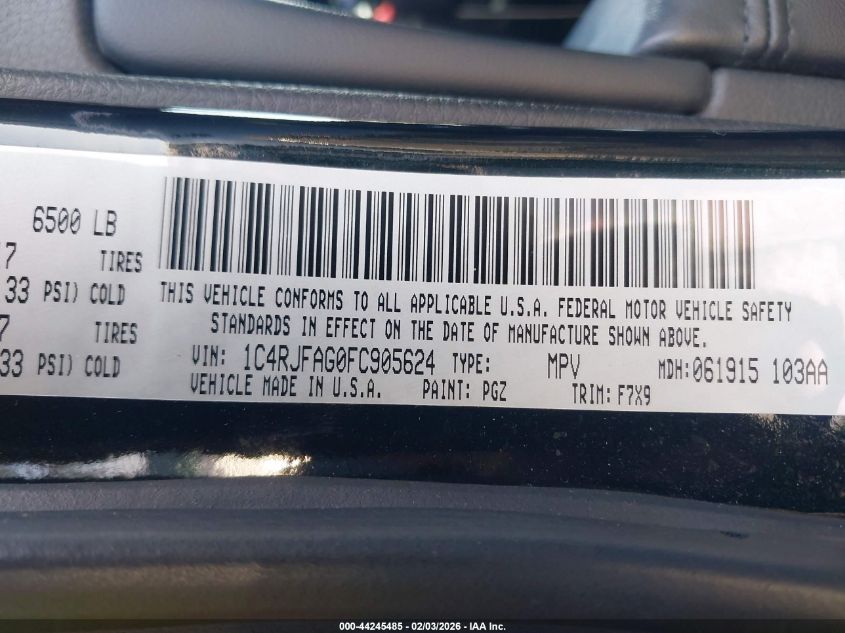 6500 LB
7 TIRES
33 PSI) COLD
7 TIRES
33 PSI) COLD
THIS VEHICLE CONFORMS TO ALL APPLICABLE U.S.A. FEDERAL MOTOR VEHICLE SAFETY
STANDARDS IN EFFECT ON THE DATE OF MANUFACTURE SHOWN ABOVE.
VIN: 1C4RJFAG0FC905624 TYPE: MPV MDH:061915 103AA
VEHICLE MADE IN U.S.A. PAINT: PGZ TRIM: F7X9
000-44245485 - 02/03/2026 - IAA Inc.